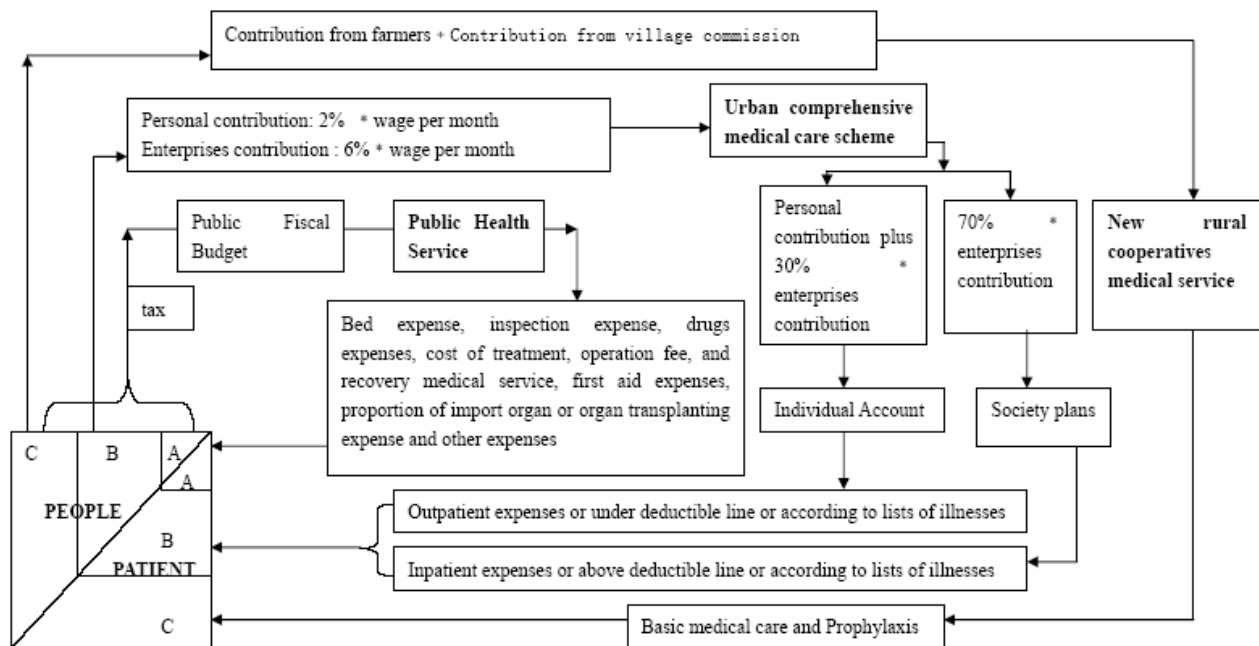 Contribution from farmers + Contribution from village commission
Personal contribution: 2% * wage per month
Enterprises contribution : 6% * wage per month
Urban comprehensive
medical care scheme
Public Fiscal
Budget
Public Health
Service
Personal
contribution plus
30% *
enterprises
contribution
70% *
enterprises
contribution
New rural
cooperatives
medical service
tax
Bed expense, inspection expense, drugs
expenses, cost of treatment, operation fee, and
recovery medical service, first aid expenses,
proportion of import organ or organ transplanting
expense and other expenses
Individual Account
Society plans
C B A
A
PEOPLE
Outpatient expenses or under deductible line or according to lists of illnesses
B
PATIENT
Inpatient expenses or above deductible line or according to lists of illnesses
C
Basic medical care and Prophylaxis